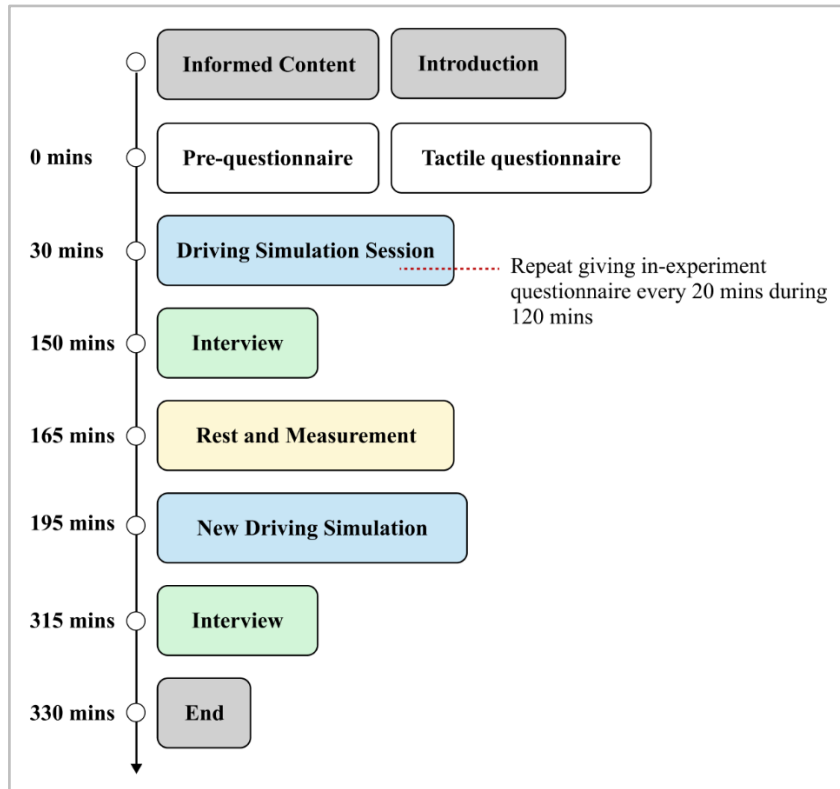 Informed Content
Introduction
0 mins
Pre-questionnaire
Tactile questionnaire
30 mins
Driving Simulation Session
Repeat giving in-experiment
questionnaire every 20 mins during
120 mins
150 mins
Interview
165 mins
Rest and Measurement
195 mins
New Driving Simulation
315 mins
Interview
330 mins
End